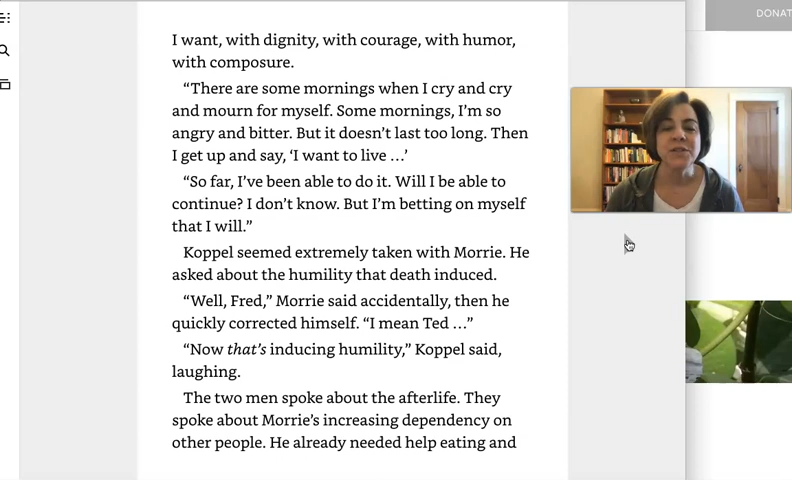 DONAT
I want, with dignity, with courage, with humor,
with composure.
“There are some mornings when I cry and cry
and mourn for myself. Some mornings, I’m so
angry and bitter. But it doesn’t last too long. Then
I get up and say, ‘I want to live …’
“So far, I’ve been able to do it. Will I be able to
continue? I don’t know. But I’m betting on myself
that I will.”
Koppel seemed extremely taken with Morrie. He
asked about the humility that death induced.
“Well, Fred,” Morrie said accidentally, then he
quickly corrected himself. “I mean Ted …”
“Now that’s inducing humility,” Koppel said,
laughing.
The two men spoke about the afterlife. They
spoke about Morrie’s increasing dependency on
other people. He already needed help eating and